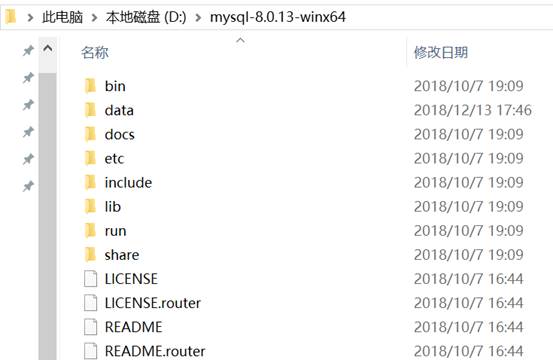 此电脑 > 本地磁盘 (D:) > mysql-8.0.13-winx64
名称 修改日期
bin 2018/10/7 19:09
data 2018/12/13 17:46
docs 2018/10/7 19:09
etc 2018/10/7 19:09
include 2018/10/7 19:09
lib 2018/10/7 19:09
run 2018/10/7 19:09
share 2018/10/7 19:09
LICENSE 2018/10/7 16:44
LICENSE.router 2018/10/7 16:44
README 2018/10/7 16:44
README.router 2018/10/7 16:44